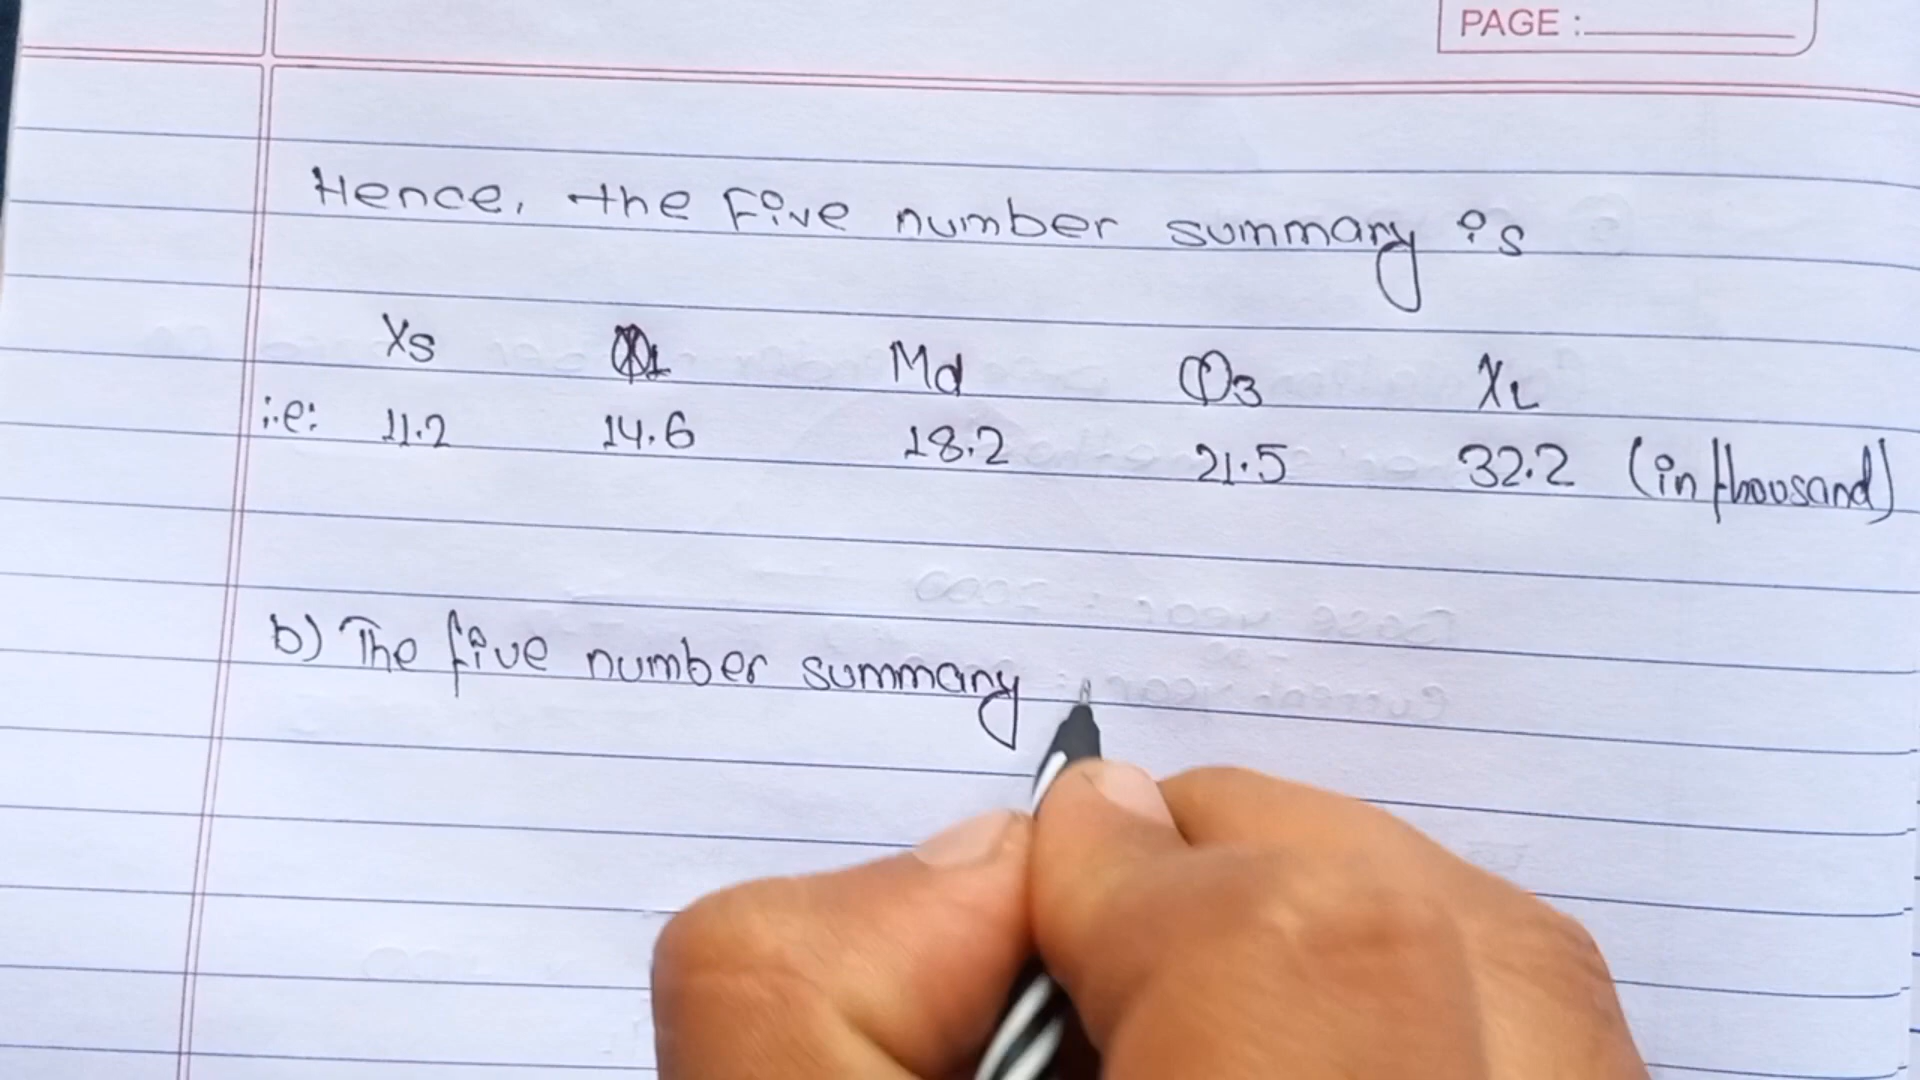 PAGE :
Hence, the Five number summary is
Xs Q1 Md Q3 XL
i.e: 11.2 14.6 18.2 21.5 32.2 (in thousand)
b) The five number summary